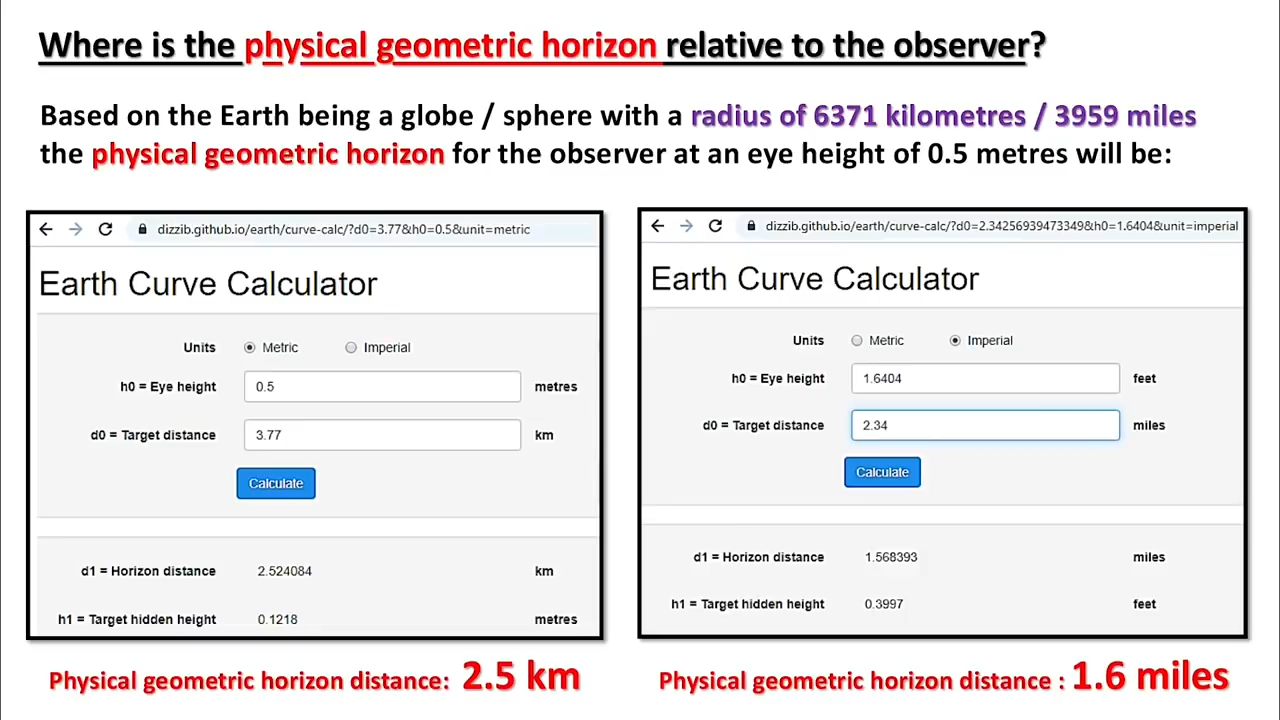 Where is the physical geometric horizon relative to the observer?
Based on the Earth being a globe / sphere with a radius of 6371 kilometres / 3959 miles
the physical geometric horizon for the observer at an eye height of 0.5 metres will be:
dizzib.github.io/earth/curve-calc/?d0=3.77&h0=0.5&unit=metric
Earth Curve Calculator
Units Metric Imperial
h0 = Eye height 0.5 metres
d0 = Target distance 3.77 km
Calculate
d1 = Horizon distance 2.524084 km
h1 = Target hidden height 0.1218 metres
Physical geometric horizon distance: 2.5 km
dizzib.github.io/earth/curve-calc/?d0=2.34256939473349&h0=1.6404&unit=imperial
Earth Curve Calculator
Units Metric Imperial
h0 = Eye height 1.6404 feet
d0 = Target distance 2.34 miles
Calculate
d1 = Horizon distance 1.568393 miles
h1 = Target hidden height 0.3997 feet
Physical geometric horizon distance : 1.6 miles